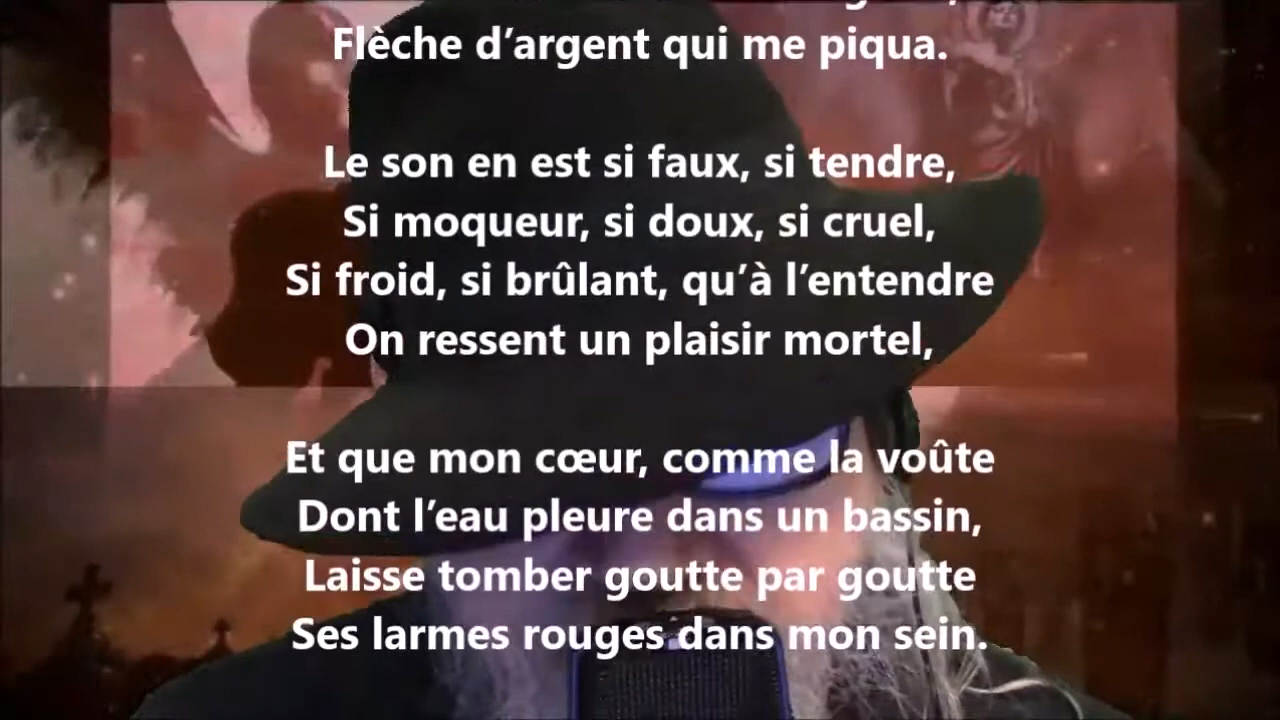 Flèche d’argent qui me piqua.
Le son en est si faux, si tendre,
Si moqueur, si doux, si cruel,
Si froid, si brûlant, qu’à l’entendre
On ressent un plaisir mortel,
Et que mon cœur, comme la voûte
Dont l’eau pleure dans un bassin,
Laisse tomber goutte par goutte
Ses larmes rouges dans mon sein.